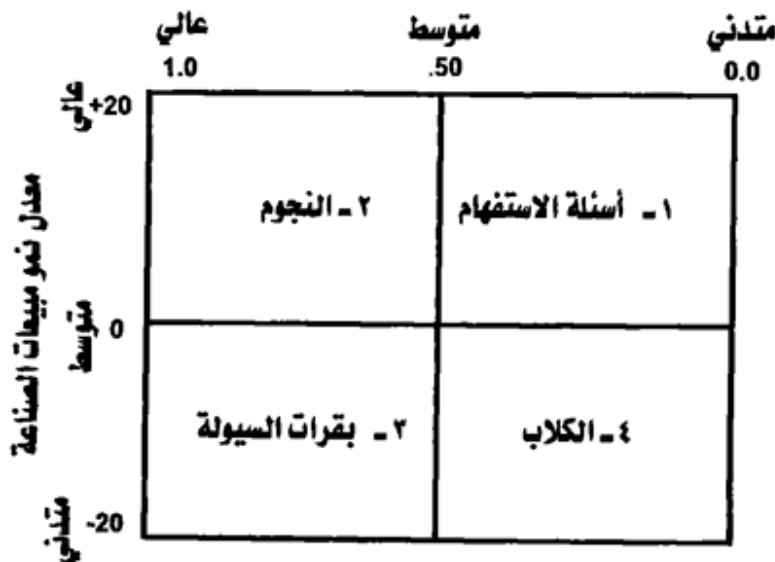 متدني متوسط عالي
0.0 .50 1.0
عالي
+20
١ ـ أسئلة الاستفهام
٢ ـ النجوم
معدل نمو مبيعات الصناعة
متوسط
0
٣ ـ بقرات السيولة
٤ ـ الكلاب
متدني
-20